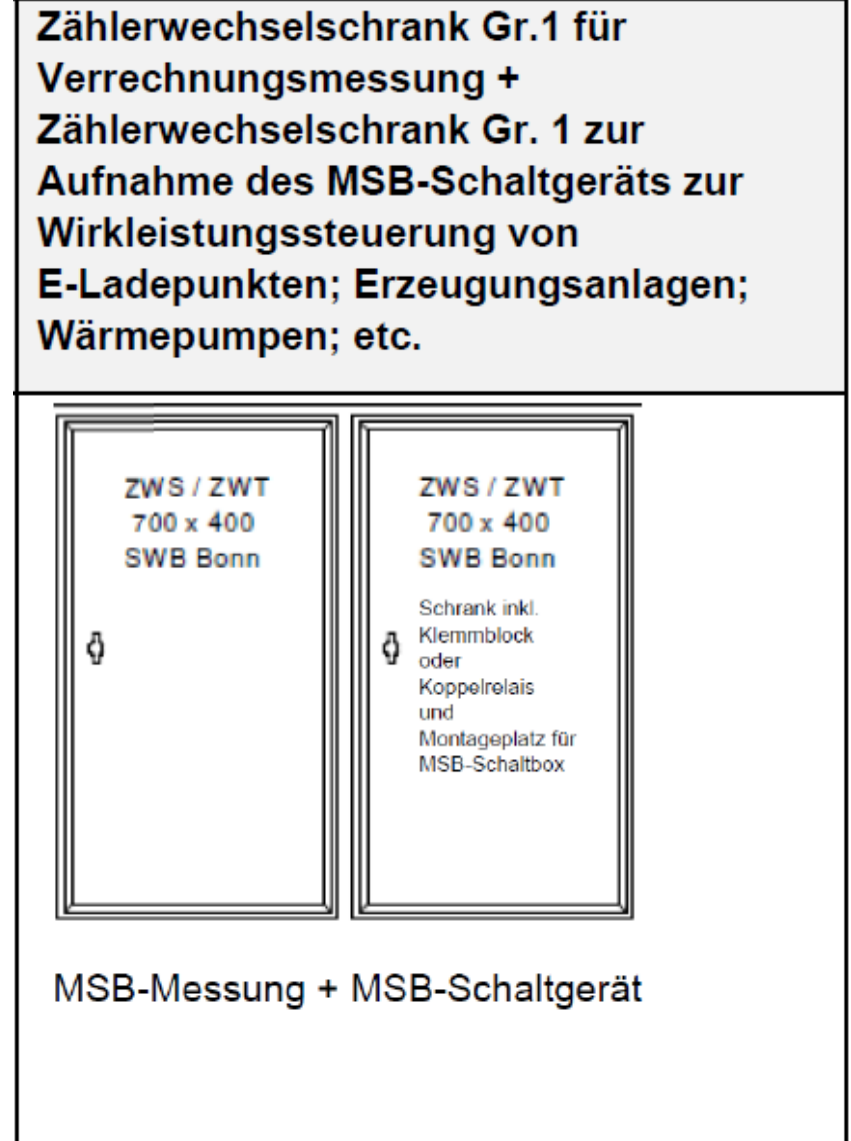 Zählerwechselschrank Gr.1 für
Verrechnungsmessung +
Zählerwechselschrank Gr. 1 zur
Aufnahme des MSB-Schaltgeräts zur
Wirkleistungssteuerung von
E-Ladepunkten; Erzeugungsanlagen;
Wärmepumpen; etc.
ZWS / ZWT
700 x 400
SWB Bonn
ZWS / ZWT
700 x 400
SWB Bonn
Schrank inkl.
Klemmblock
oder
Koppelrelais
und
Montageplatz für
MSB-Schaltbox
MSB-Messung + MSB-Schaltgerät